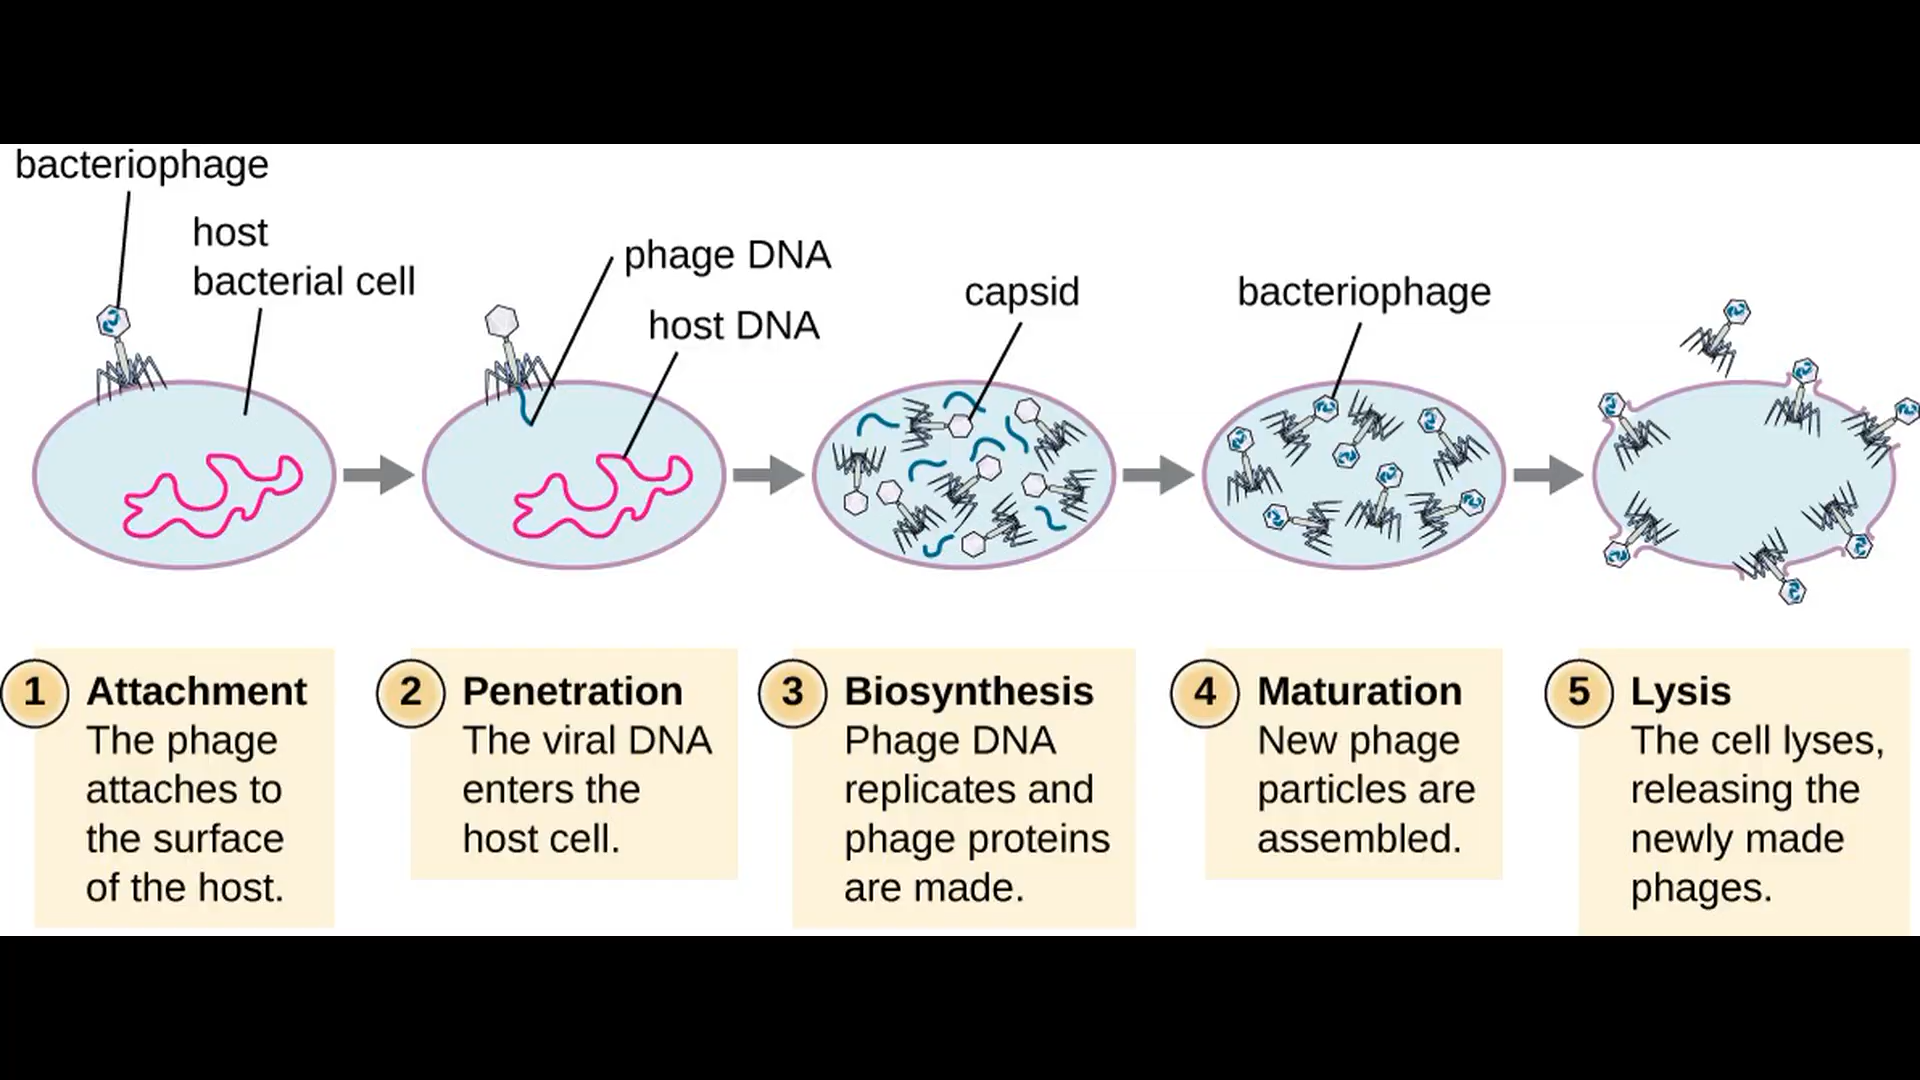 bacteriophage
host
bacterial cell
phage DNA
host DNA
capsid
bacteriophage
1 Attachment
The phage
attaches to
the surface
of the host.
2 Penetration
The viral DNA
enters the
host cell.
3 Biosynthesis
Phage DNA
replicates and
phage proteins
are made.
4 Maturation
New phage
particles are
assembled.
5 Lysis
The cell lyses,
releasing the
newly made
phages.